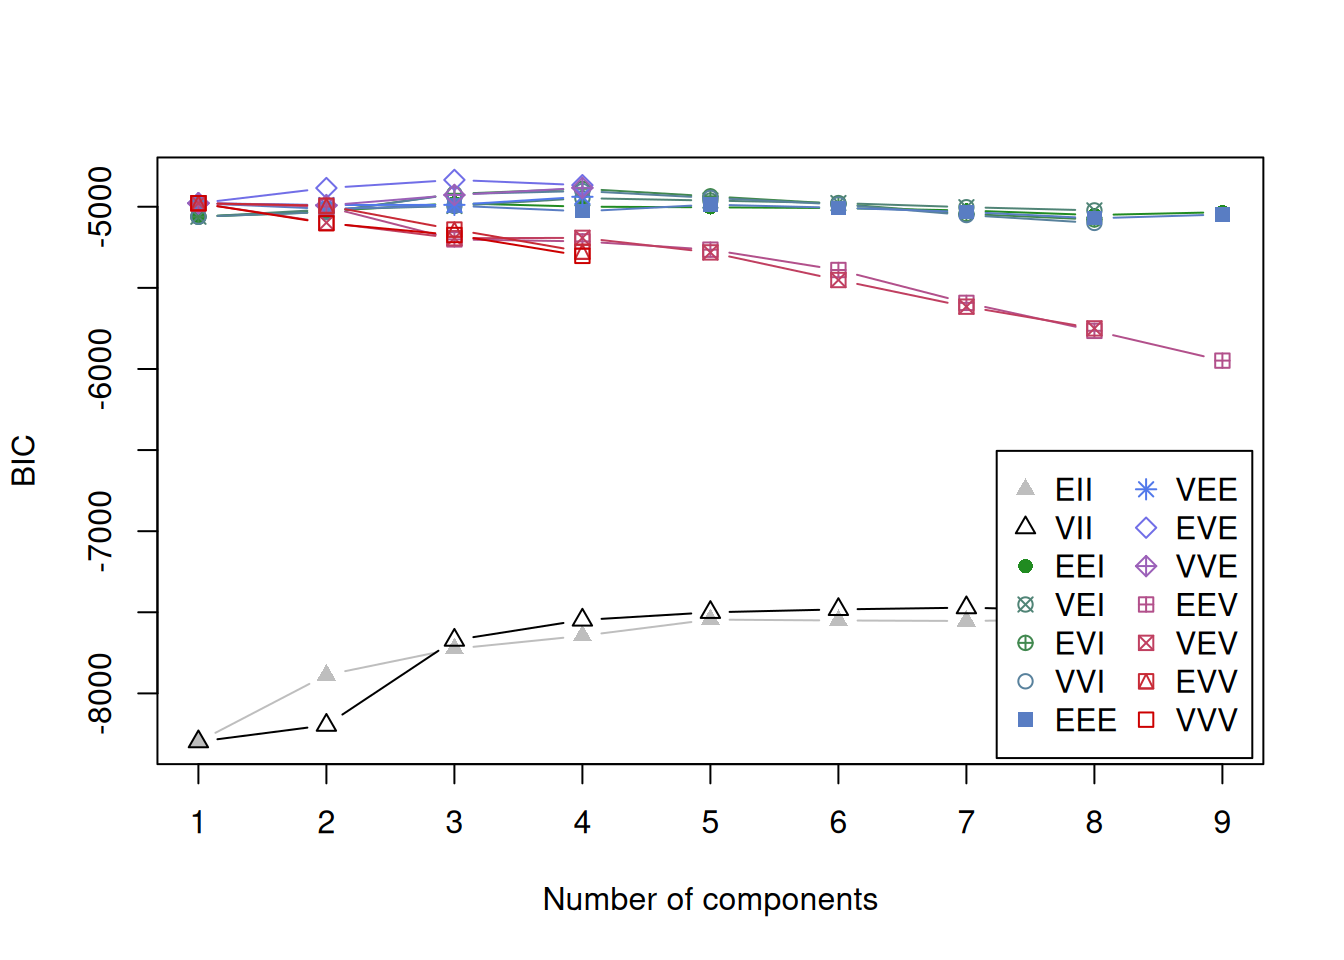 -5000
-6000
-7000
-8000
BIC
1 2 3 4 5 6 7 8 9
Number of components
EII VEE
VII EVE
EEI VVE
VEI EEV
EVI VEV
VVI EVV
EEE VVV